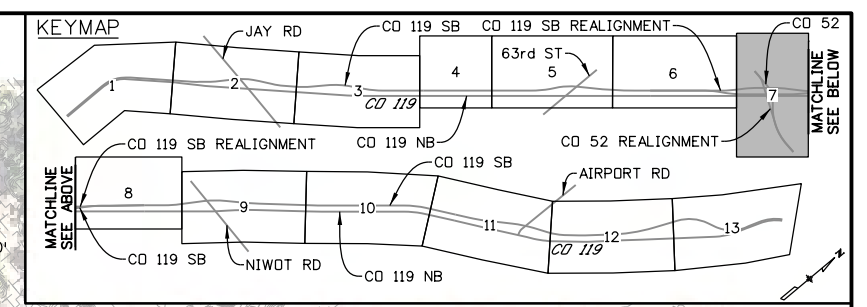 KEYMAP
JAY RD
CO 119 SB
CO 119 SB REALIGNMENT
CO 52
63rd ST
1
2
3
4
5
6
7
CO 119
CO 119 NB
CO 52 REALIGNMENT
MATCHLINE
SEE BELOW
MATCHLINE
SEE ABOVE
CO 119 SB REALIGNMENT
CO 119 SB
AIRPORT RD
8
9
10
11
12
13
CO 119
CO 119 SB
NIWOT RD
CO 119 NB